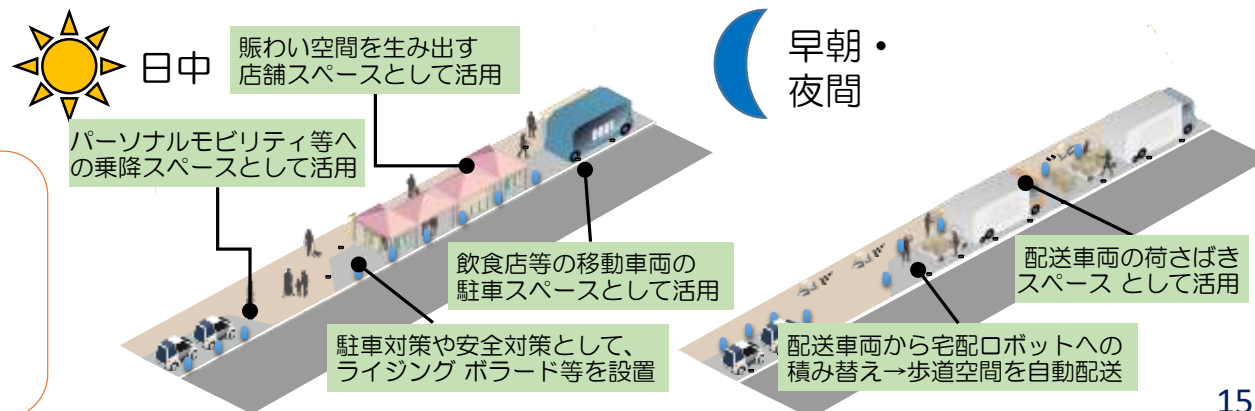 日中
賑わい空間を生み出す
店舗スペースとして活用
パーソナルモビリティ等へ
の乗降スペースとして活用
飲食店等の移動車両の
駐車スペースとして活用
駐車対策や安全対策として、
ライジング ボラード等を設置
早朝・
夜間
配送車両の荷さばき
スペース として活用
配送車両から宅配ロボットへの
積み替え→歩道空間を自動配送
15